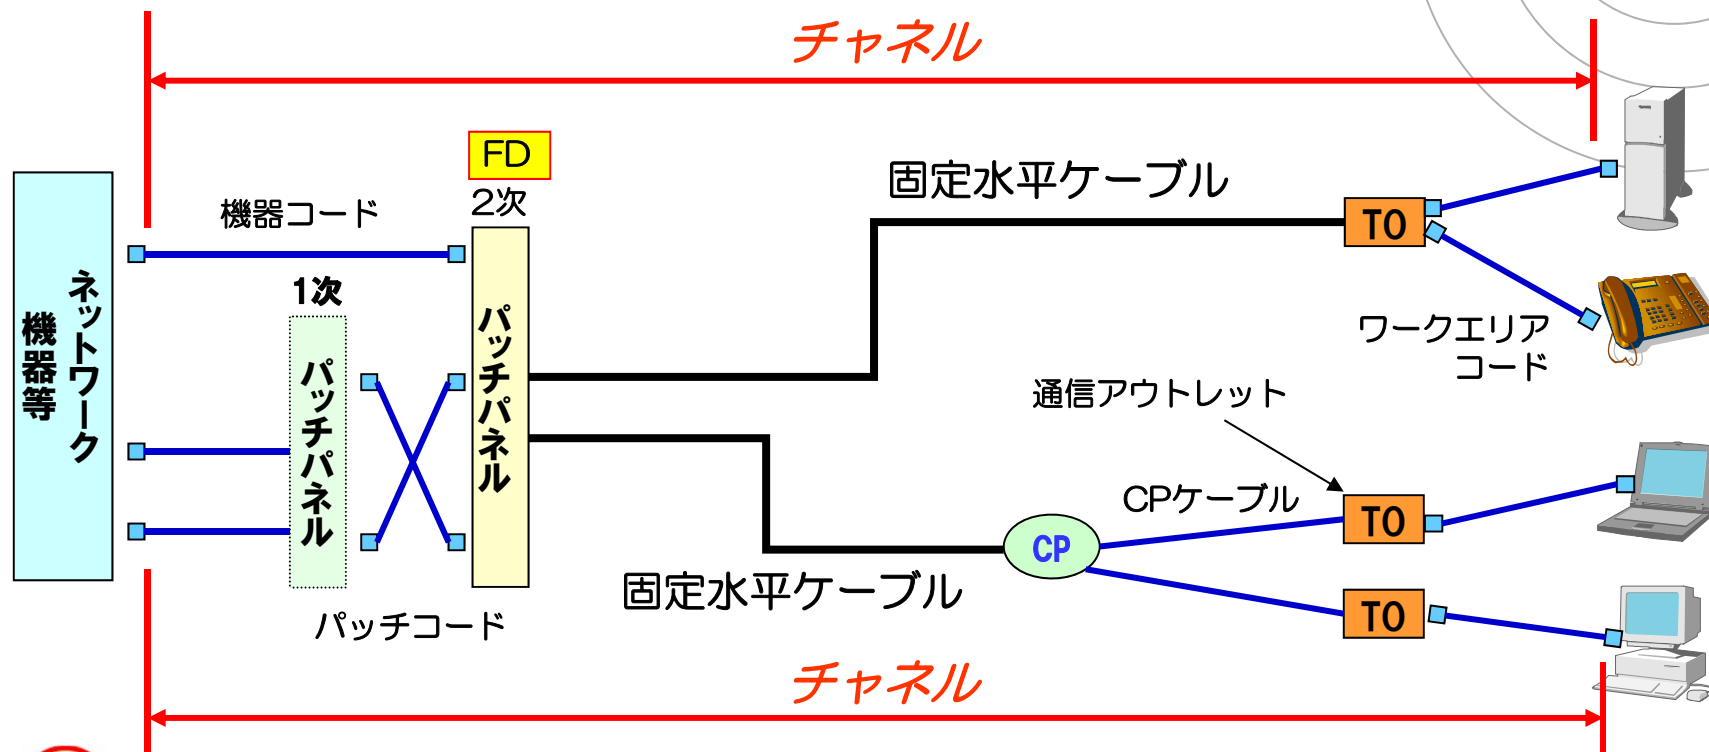 チャネル
FD
2次
固定水平ケーブル
機器コード
TO
1次
ネットワーク
機器等
パッチパネル
パッチパネル
ワークエリア
コード
通信アウトレット
CPケーブル
TO
CP
固定水平ケーブル
TO
パッチコード
チャネル